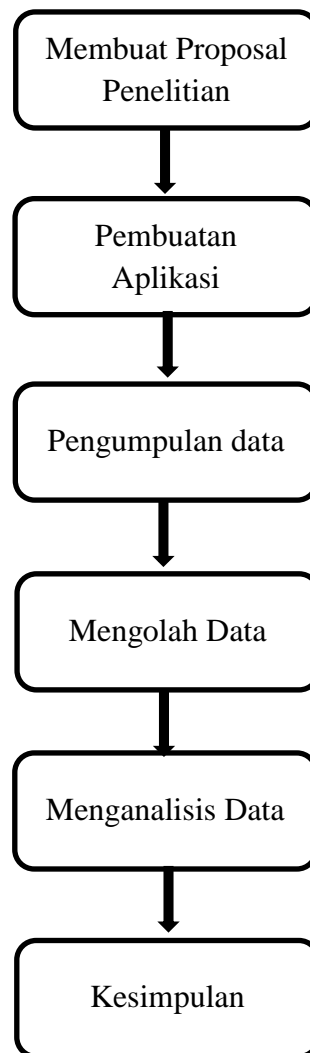 Membuat Proposal
Penelitian
Pembuatan
Aplikasi
Pengumpulan data
Mengolah Data
Menganalisis Data
Kesimpulan